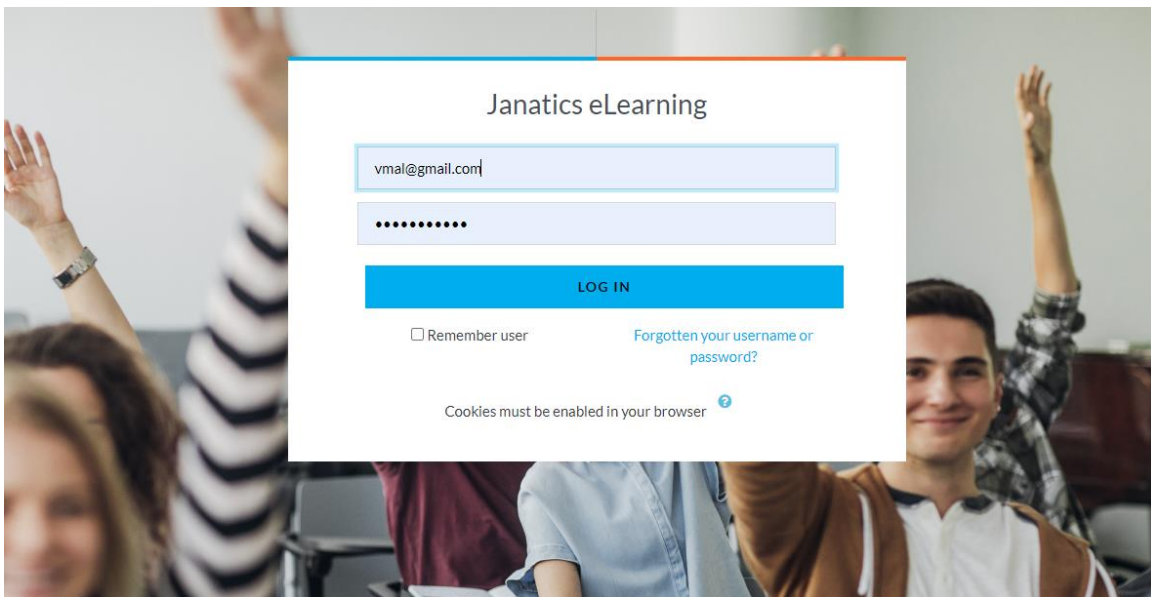 Janatics eLearning
vmal@gmail.com
•••••••••••
LOG IN
Remember user
Forgotten your username or
password?
Cookies must be enabled in your browser
?